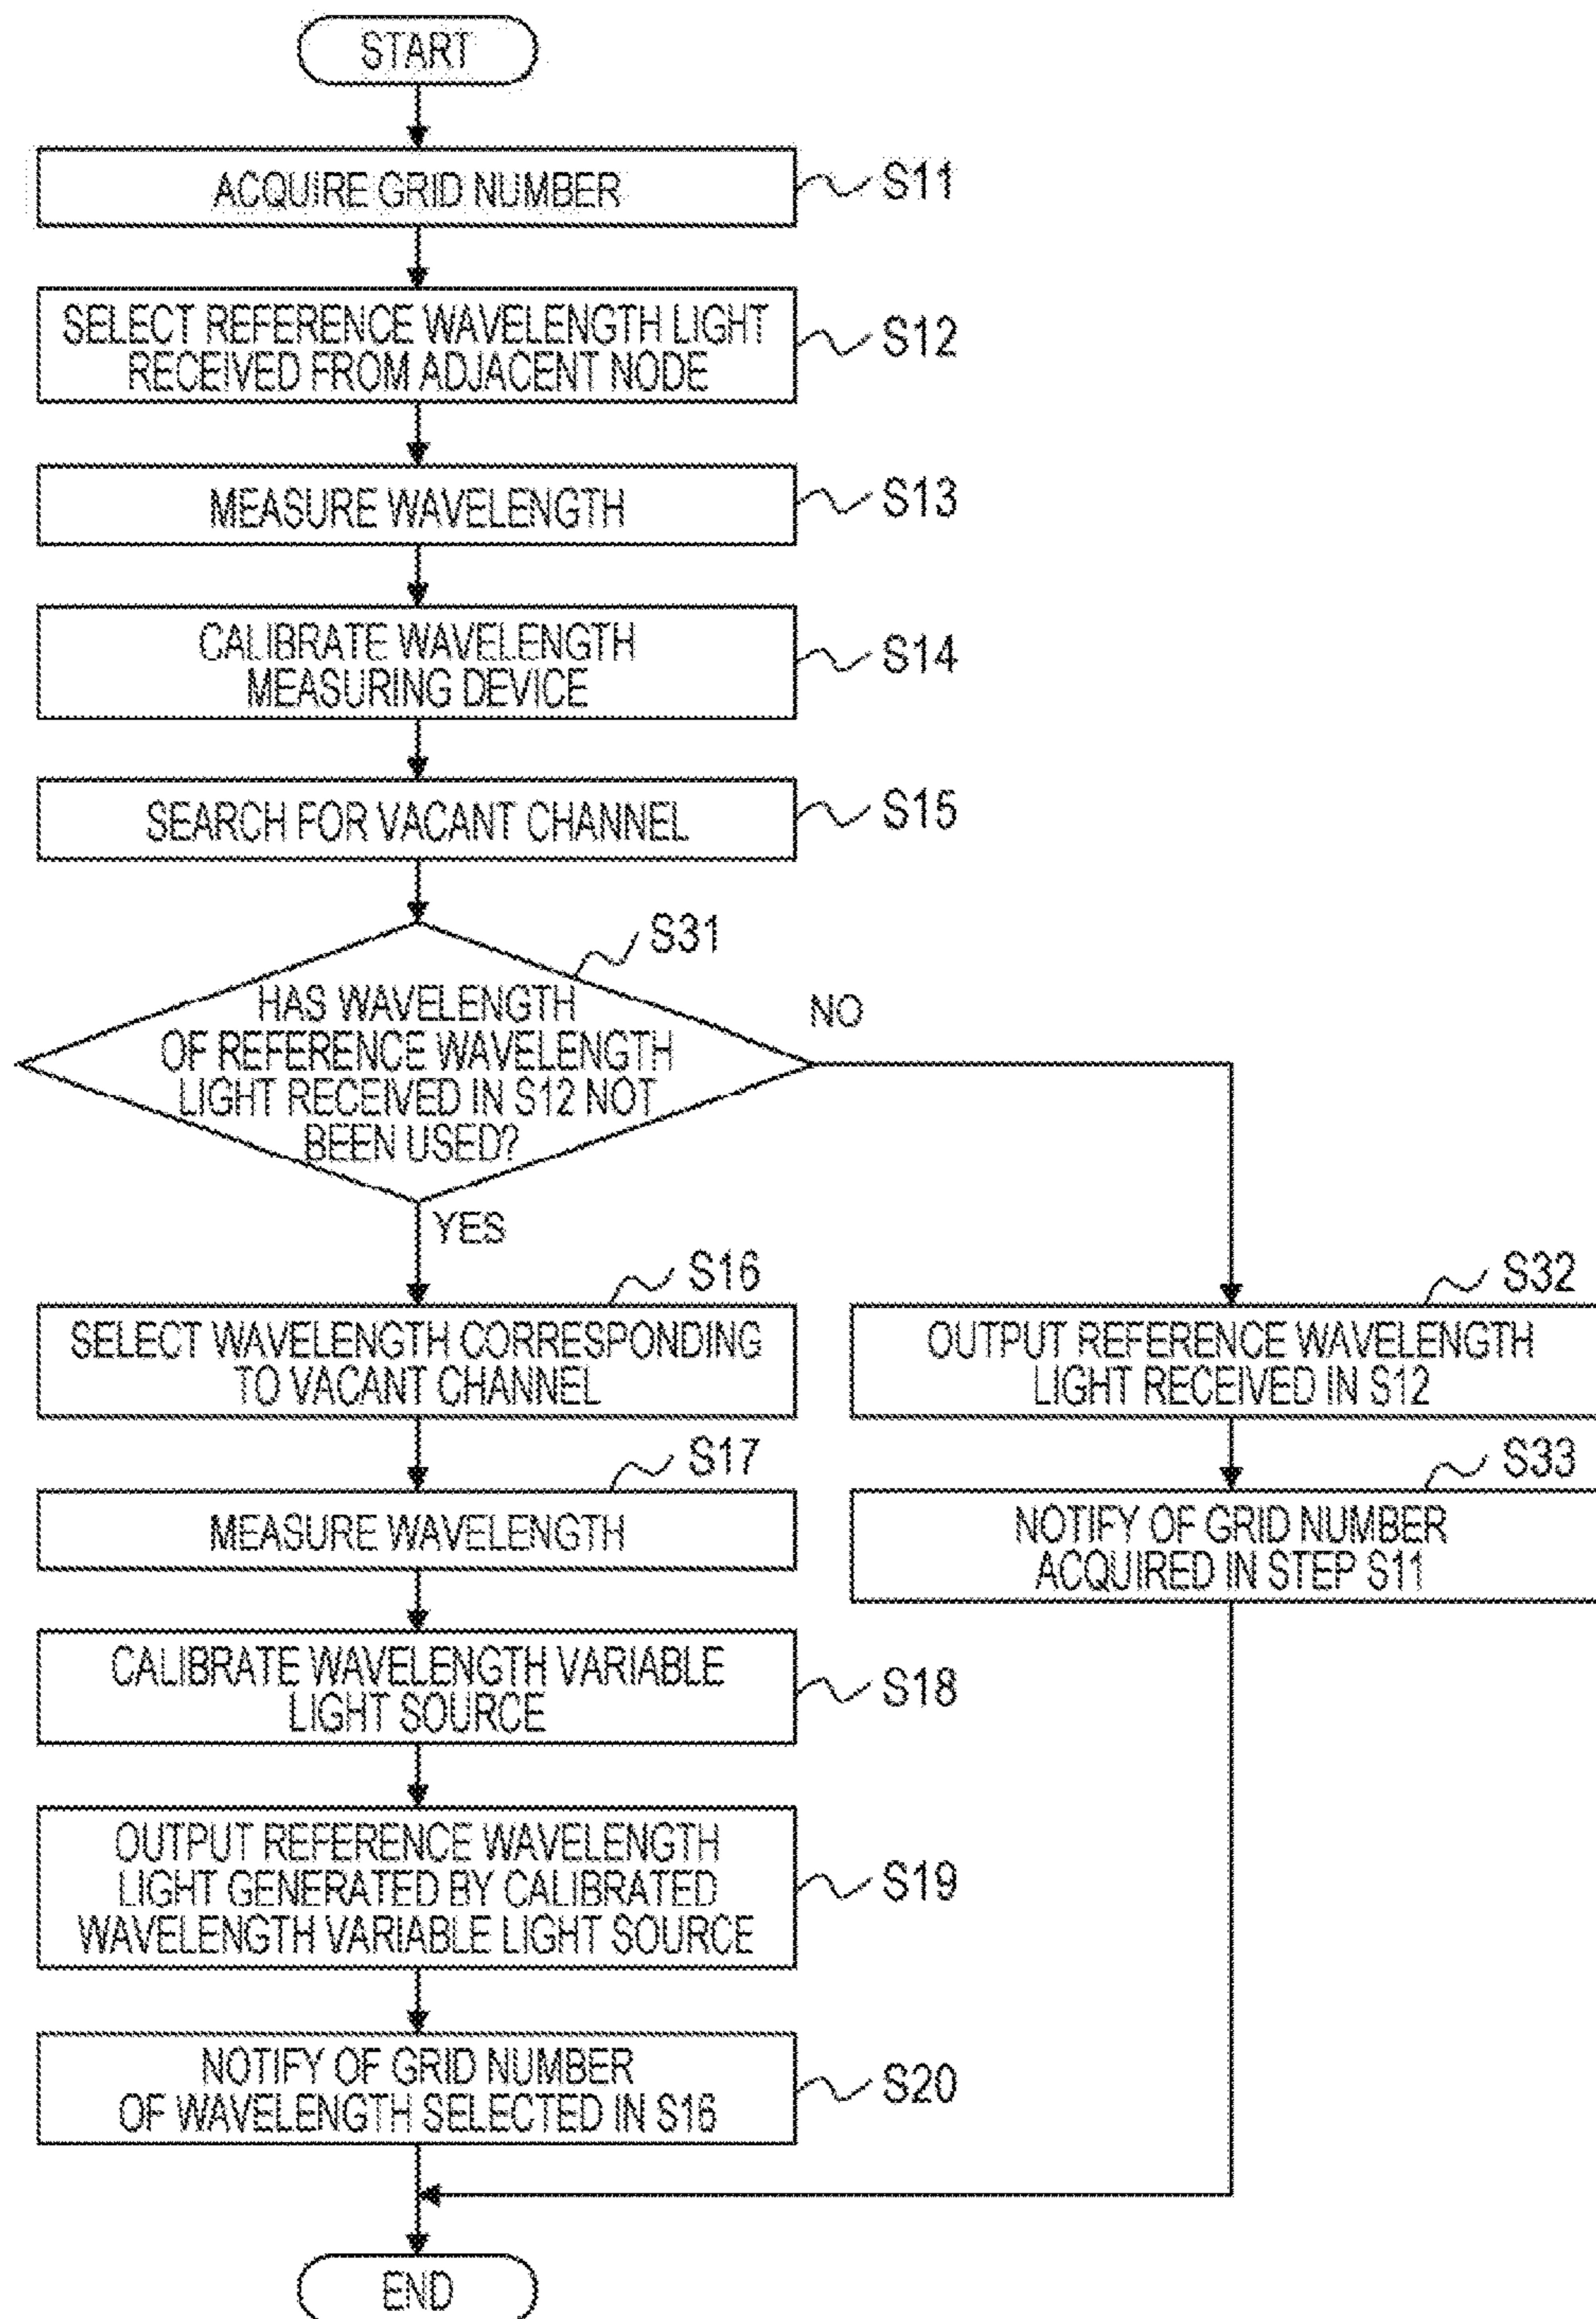 START
ACQUIRE GRID NUMBER
S11
SELECT REFERENCE WAVELENGTH LIGHT
RECEIVED FROM ADJACENT NODE
S12
MEASURE WAVELENGTH
S13
CALIBRATE WAVELENGTH
MEASURING DEVICE
S14
SEARCH FOR VACANT CHANNEL
S15
S31
HAS WAVELENGTH
OF REFERENCE WAVELENGTH
LIGHT RECEIVED IN S12 NOT
BEEN USED?
NO
YES
S16
SELECT WAVELENGTH CORRESPONDING
TO VACANT CHANNEL
S32
OUTPUT REFERENCE WAVELENGTH
LIGHT RECEIVED IN S12
S17
MEASURE WAVELENGTH
S33
NOTIFY OF GRID NUMBER
ACQUIRED IN STEP S11
CALIBRATE WAVELENGTH VARIABLE
LIGHT SOURCE
S18
OUTPUT REFERENCE WAVELENGTH
LIGHT GENERATED BY CALIBRATED
WAVELENGTH VARIABLE LIGHT SOURCE
S19
NOTIFY OF GRID NUMBER
OF WAVELENGTH SELECTED IN S16
S20
END